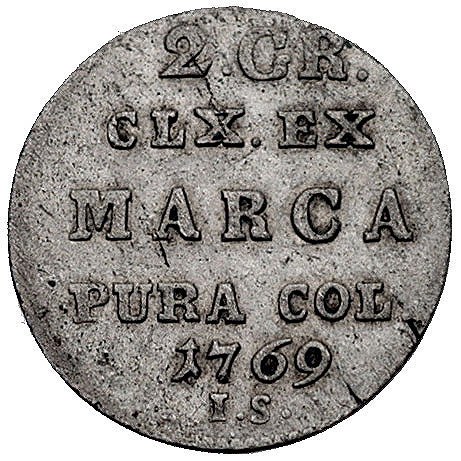 2.GR.
CLX.EX
MARCA
PURA COL
1769
.I.S.